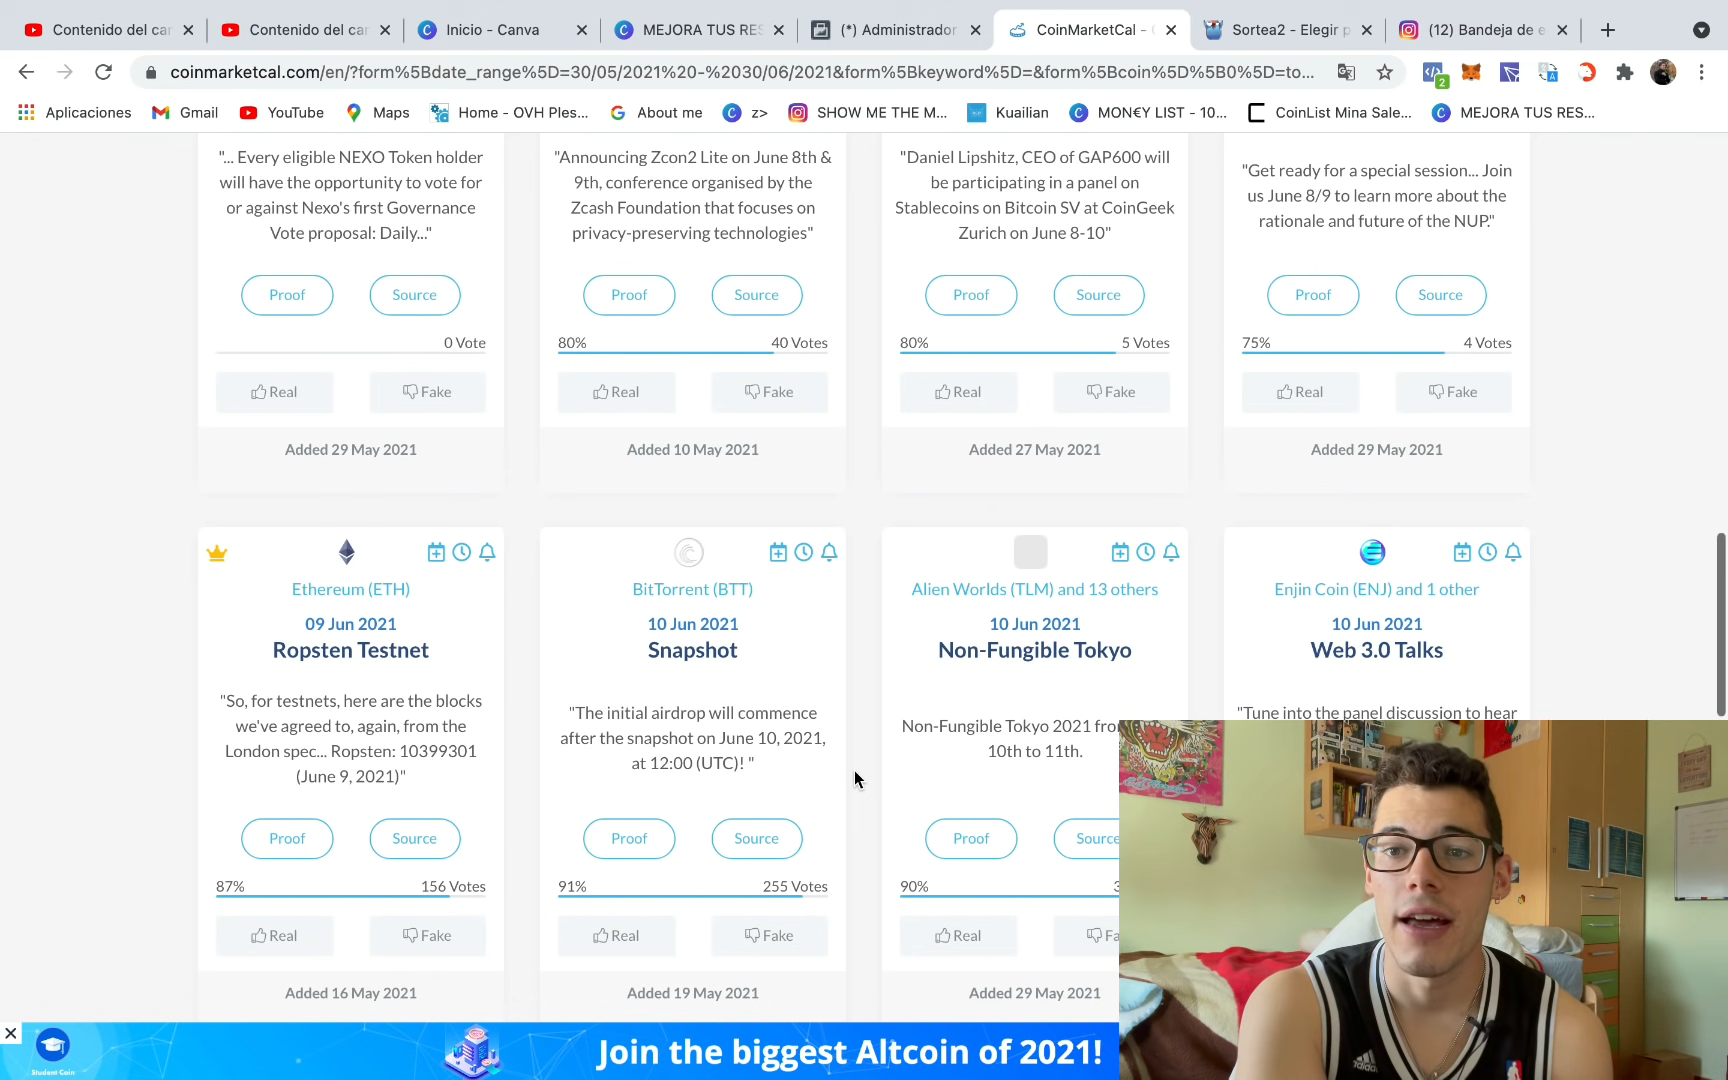 Contenido del car
Contenido del car
Inicio - Canva
MEJORA TUS RES
(*) Administrador
CoinMarketCal - 
Sortea2 - Elegir p
(12) Bandeja de e
coinmarketcal.com/en/?form%5Bdate_range%5D=30/05/2021%20-%2030/06/2021&form%5Bkeyword%5D=&form%5Bcoin%5D%5B0%5D=to...
2
Aplicaciones
Gmail
YouTube
Maps
Home - OVH Ples...
About me
z>
SHOW ME THE M...
Kuailian
MON€Y LIST - 10...
CoinList Mina Sale...
MEJORA TUS RES...
"... Every eligible NEXO Token holder
will have the opportunity to vote for
or against Nexo's first Governance
Vote proposal: Daily..."
Proof
Source
0 Vote
Real
Fake
Added 29 May 2021
"Announcing Zcon2 Lite on June 8th &
9th, conference organised by the
Zcash Foundation that focuses on
privacy-preserving technologies"
Proof
Source
80%
40 Votes
Real
Fake
Added 10 May 2021
"Daniel Lipshitz, CEO of GAP600 will
be participating in a panel on
Stablecoins on Bitcoin SV at CoinGeek
Zurich on June 8-10"
Proof
Source
80%
5 Votes
Real
Fake
Added 27 May 2021
"Get ready for a special session... Join
us June 8/9 to learn more about the
rationale and future of the NUP."
Proof
Source
75%
4 Votes
Real
Fake
Added 29 May 2021
Ethereum (ETH)
09 Jun 2021
Ropsten Testnet
"So, for testnets, here are the blocks
we've agreed to, again, from the
London spec... Ropsten: 10399301
(June 9, 2021)"
Proof
Source
87%
156 Votes
Real
Fake
Added 16 May 2021
BitTorrent (BTT)
10 Jun 2021
Snapshot
"The initial airdrop will commence
after the snapshot on June 10, 2021,
at 12:00 (UTC)! "
Proof
Source
91%
255 Votes
Real
Fake
Added 19 May 2021
Alien Worlds (TLM) and 13 others
10 Jun 2021
Non-Fungible Tokyo
Non-Fungible Tokyo 2021 fro
10th to 11th.
Proof
Source
90%
3
Real
Fa
Added 29 May 2021
Enjin Coin (ENJ) and 1 other
10 Jun 2021
Web 3.0 Talks
"Tune into the panel discussion to hear
Student Coin
Join the biggest Altcoin of 2021!
adidas